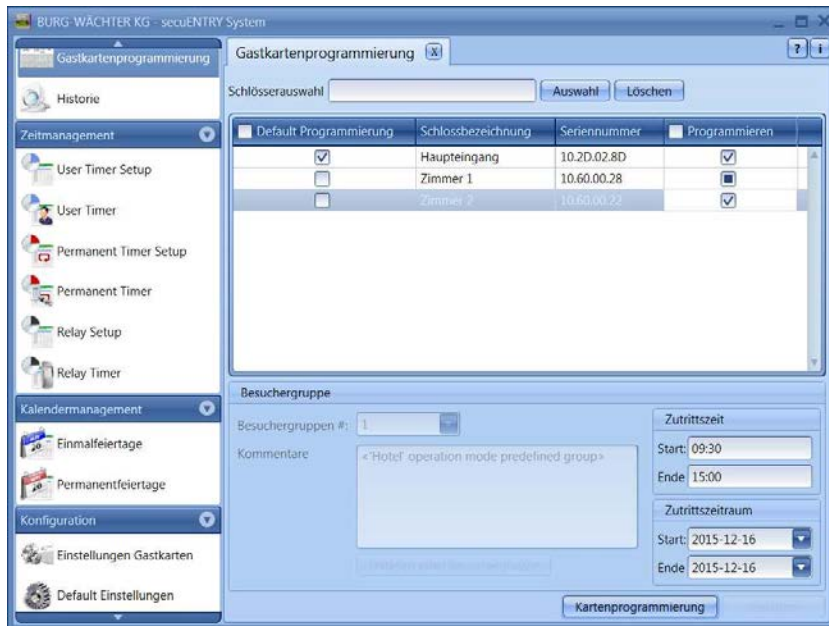 BURG-WÄCHTER KG - secuENTRY System
Gastkartenprogrammierung
Historie
Zeitmanagement
User Timer Setup
User Timer
Permanent Timer Setup
Permanent Timer
Relay Setup
Relay Timer
Kalendermanagement
Einmalfeiertage
Permanentfeiertage
Konfiguration
Einstellungen Gastkarten
Default Einstellungen
Gastkartenprogrammierung X
? i
Schlösserauswahl Auswahl Löschen
Default Programmierung Schlossbezeichnung Seriennummer Programmieren
Haupteingang 10.2D.02.8D
Zimmer 1 10.60.00.28
Zimmer 2 10.60.00.22
Besuchergruppe
Besuchergruppen #: 1
Kommentare
«'Hotel' operation mode predefined group»
Zutrittszeit
Start: 09:30
Ende 15:00
Zutrittszeitraum
Start: 2015-12-16
Ende 2015-12-16
Kartenprogrammierung